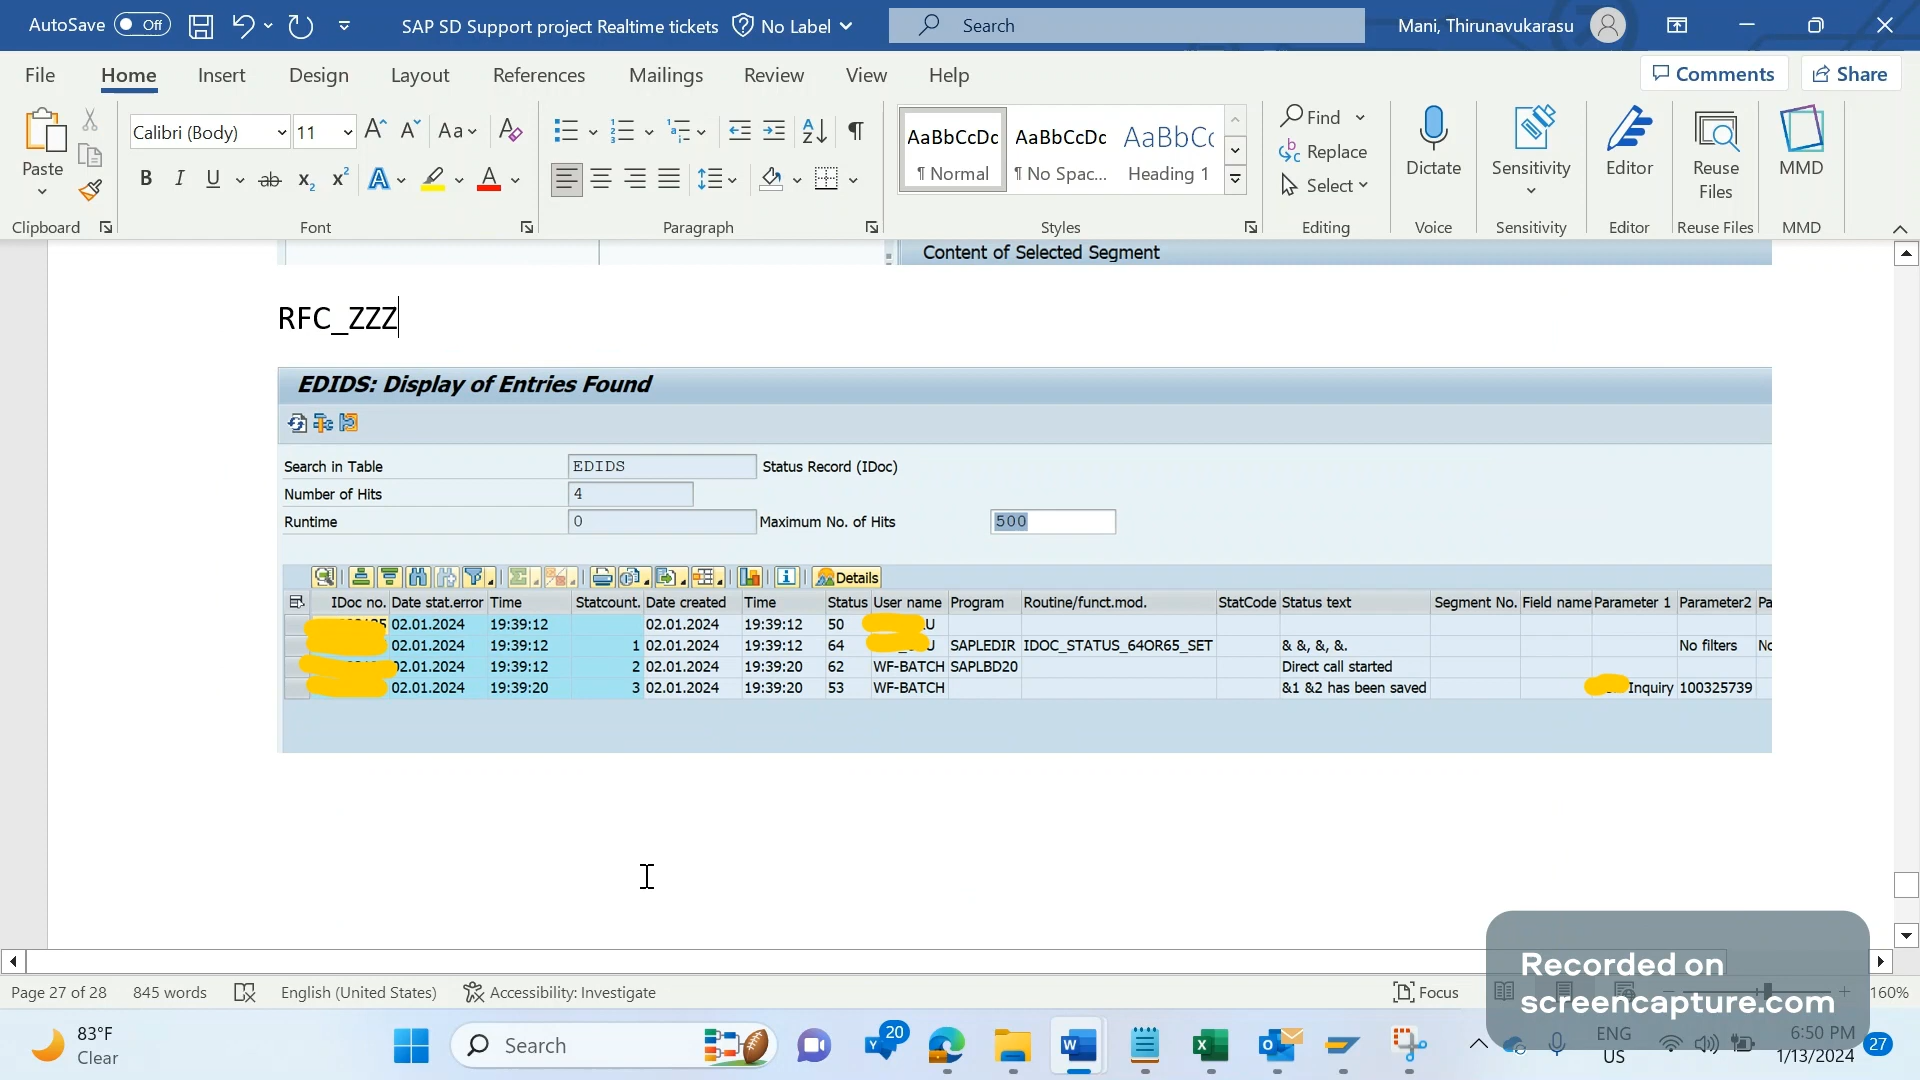 AutoSave Off SAP SD Support project Realtime tickets No Label Search Mani, Thirunavukarasu
File Home Insert Design Layout References Mailings Review View Help Comments Share
Paste Calibri (Body) 11 Aa AaBbCcDc AaBbCcDc AaBbCc Find Replace Select Dictate Sensitivity Editor Reuse Files MMD
¶ Normal ¶ No Spac... Heading 1
Clipboard Font Paragraph Styles Editing Voice Sensitivity Editor Reuse Files MMD
Content of Selected Segment
RFC_ZZZ
EDIDS: Display of Entries Found
Search in Table EDIDS Status Record (IDoc)
Number of Hits 4
Runtime 0 Maximum No. of Hits 500
Details
IDoc no. Date stat.error Time Statcount. Date created Time Status User name Program Routine/funct.mod. StatCode Status text Segment No. Field name Parameter 1 Parameter2 Pa
02.01.2024 19:39:12 02.01.2024 19:39:12 50 U
02.01.2024 19:39:12 1 02.01.2024 19:39:12 64 U SAPLEDIR IDOC_STATUS_64OR65_SET & &, &, &. No filters No
02.01.2024 19:39:12 2 02.01.2024 19:39:20 62 WF-BATCH SAPLBD20 Direct call started
02.01.2024 19:39:20 3 02.01.2024 19:39:20 53 WF-BATCH &1 &2 has been saved Inquiry 100325739
Page 27 of 28 845 words English (United States) Accessibility: Investigate Focus 160%
Recorded on
screencapture.com
83°F
Clear
Search
20
ENG
US
6:50 PM
1/13/2024
27